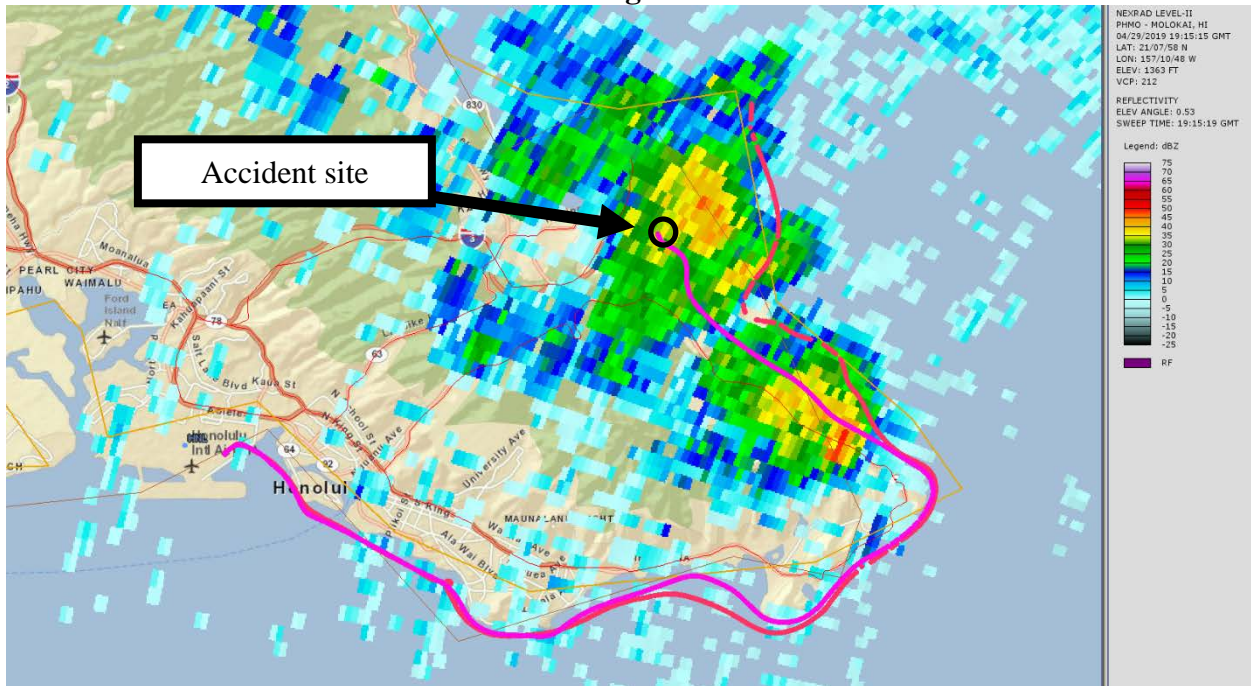 NEXRAD LEVEL-II
PHMO - MOLOKAI, HI
04/29/2019 19:15:15 GMT
LAT: 21/07/58 N
LON: 157/10/48 W
ELEV: 1363 FT
VCP: 212
REFLECTIVITY
ELEV ANGLE: 0.53
SWEEP TIME: 19:15:19 GMT
Legend: dBZ
75
70
65
60
55
50
45
40
35
30
25
20
15
10
5
0
-5
-10
-15
-20
-25
RF
830
Accident site
3
Moanalua
PEARL CITY
WAIMALU
Ford
Island
78
63
Salt Lake Blvd
Kaua St
University Ave
Honolulu
Intl
64
92
Honolulu
S King
MAUNALANI
Ala Wai Blvd